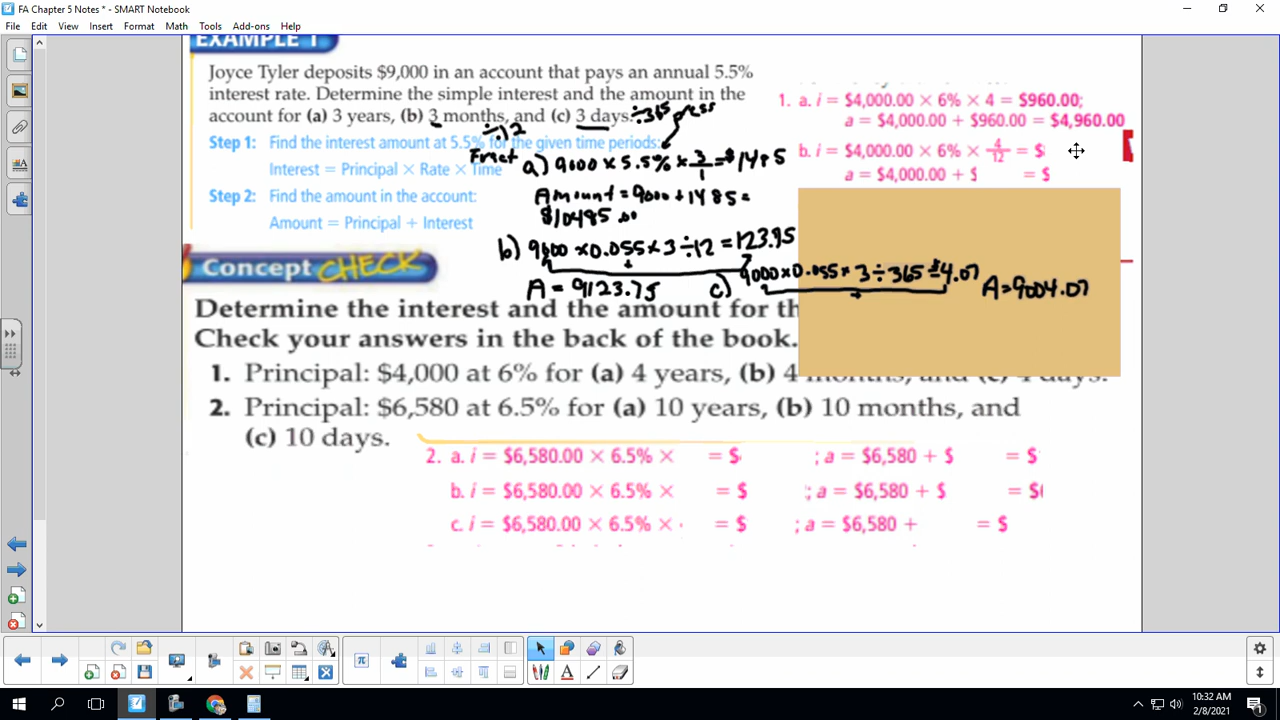 FA Chapter 5 Notes * - SMART Notebook
File Edit View Insert Format Math Tools Add-ons Help
EXAMPLE 1
Joyce Tyler deposits $9,000 in an account that pays an annual 5.5%
interest rate. Determine the simple interest and the amount in the
account for (a) 3 years, (b) 3 months, and (c) 3 days. ÷365 press
÷12
Step 1: Find the interest amount at 5.5% for the given time periods:
Interest = Principal × Rate × Time
Step 2: Find the amount in the account:
Amount = Principal + Interest
a) 9000 × 5.5% × 3/1 = $1485
Amount = 9000 + 1485 =
$10485.00
b) 9000 × 0.055 × 3 ÷ 12 = 123.75
A = 9123.75
c) 9000 × 0.055 × 3 ÷ 365 = $4.07
A = 9004.07
1. a. i = $4,000.00 × 6% × 4 = $960.00;
a = $4,000.00 + $960.00 = $4,960.00
b. i = $4,000.00 × 6% × 4/12 = $
a = $4,000.00 + $ = $
Concept CHECK
Determine the interest and the amount for th
Check your answers in the back of the book.
1. Principal: $4,000 at 6% for (a) 4 years, (b) 4 months, and (c) 4 days.
2. Principal: $6,580 at 6.5% for (a) 10 years, (b) 10 months, and
(c) 10 days.
2. a. i = $6,580.00 × 6.5% × = $ ; a = $6,580 + $ = $
b. i = $6,580.00 × 6.5% × = $ ; a = $6,580 + $ = $
c. i = $6,580.00 × 6.5% × = $ ; a = $6,580 + = $
10:32 AM
2/8/2021